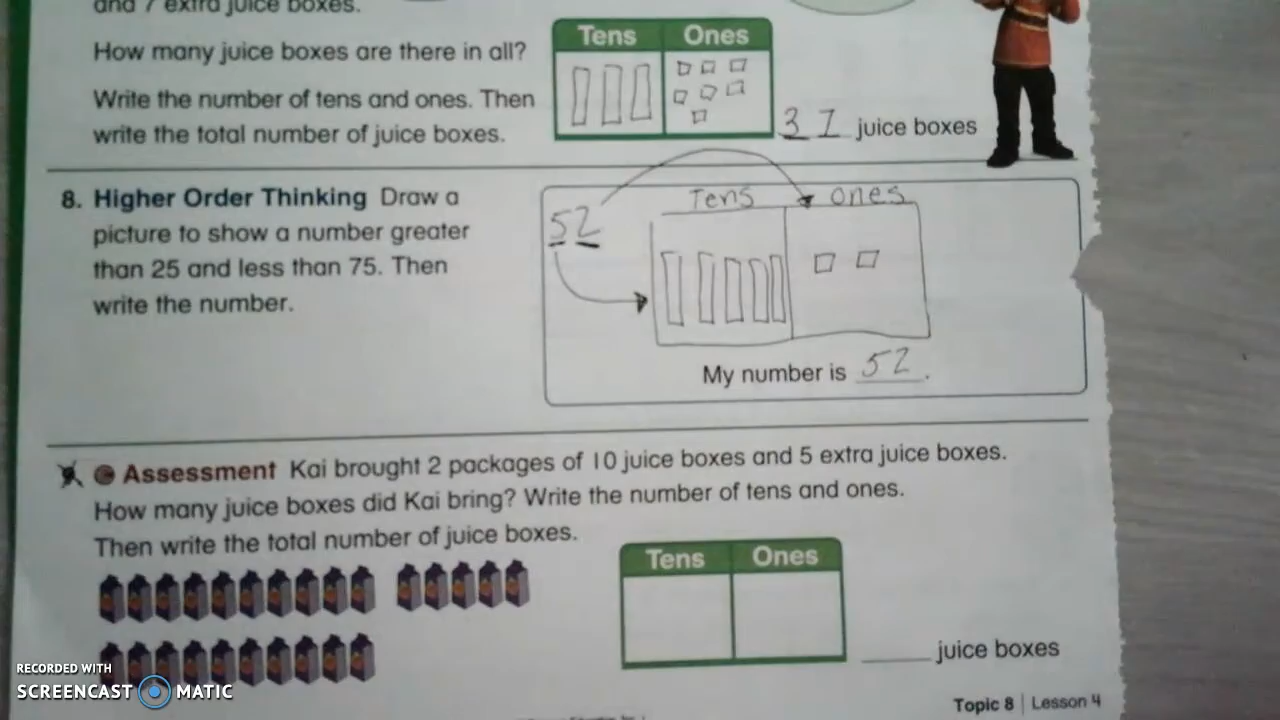 and 7 extra juice boxes.
How many juice boxes are there in all?
Write the number of tens and ones. Then
write the total number of juice boxes.
Tens Ones
37 juice boxes
8. Higher Order Thinking Draw a
picture to show a number greater
than 25 and less than 75. Then
write the number.
52
Tens ones
My number is 52.
Assessment Kai brought 2 packages of 10 juice boxes and 5 extra juice boxes.
How many juice boxes did Kai bring? Write the number of tens and ones.
Then write the total number of juice boxes.
Tens Ones
juice boxes
Topic 8 | Lesson 4
RECORDED WITH
SCREENCAST MATIC